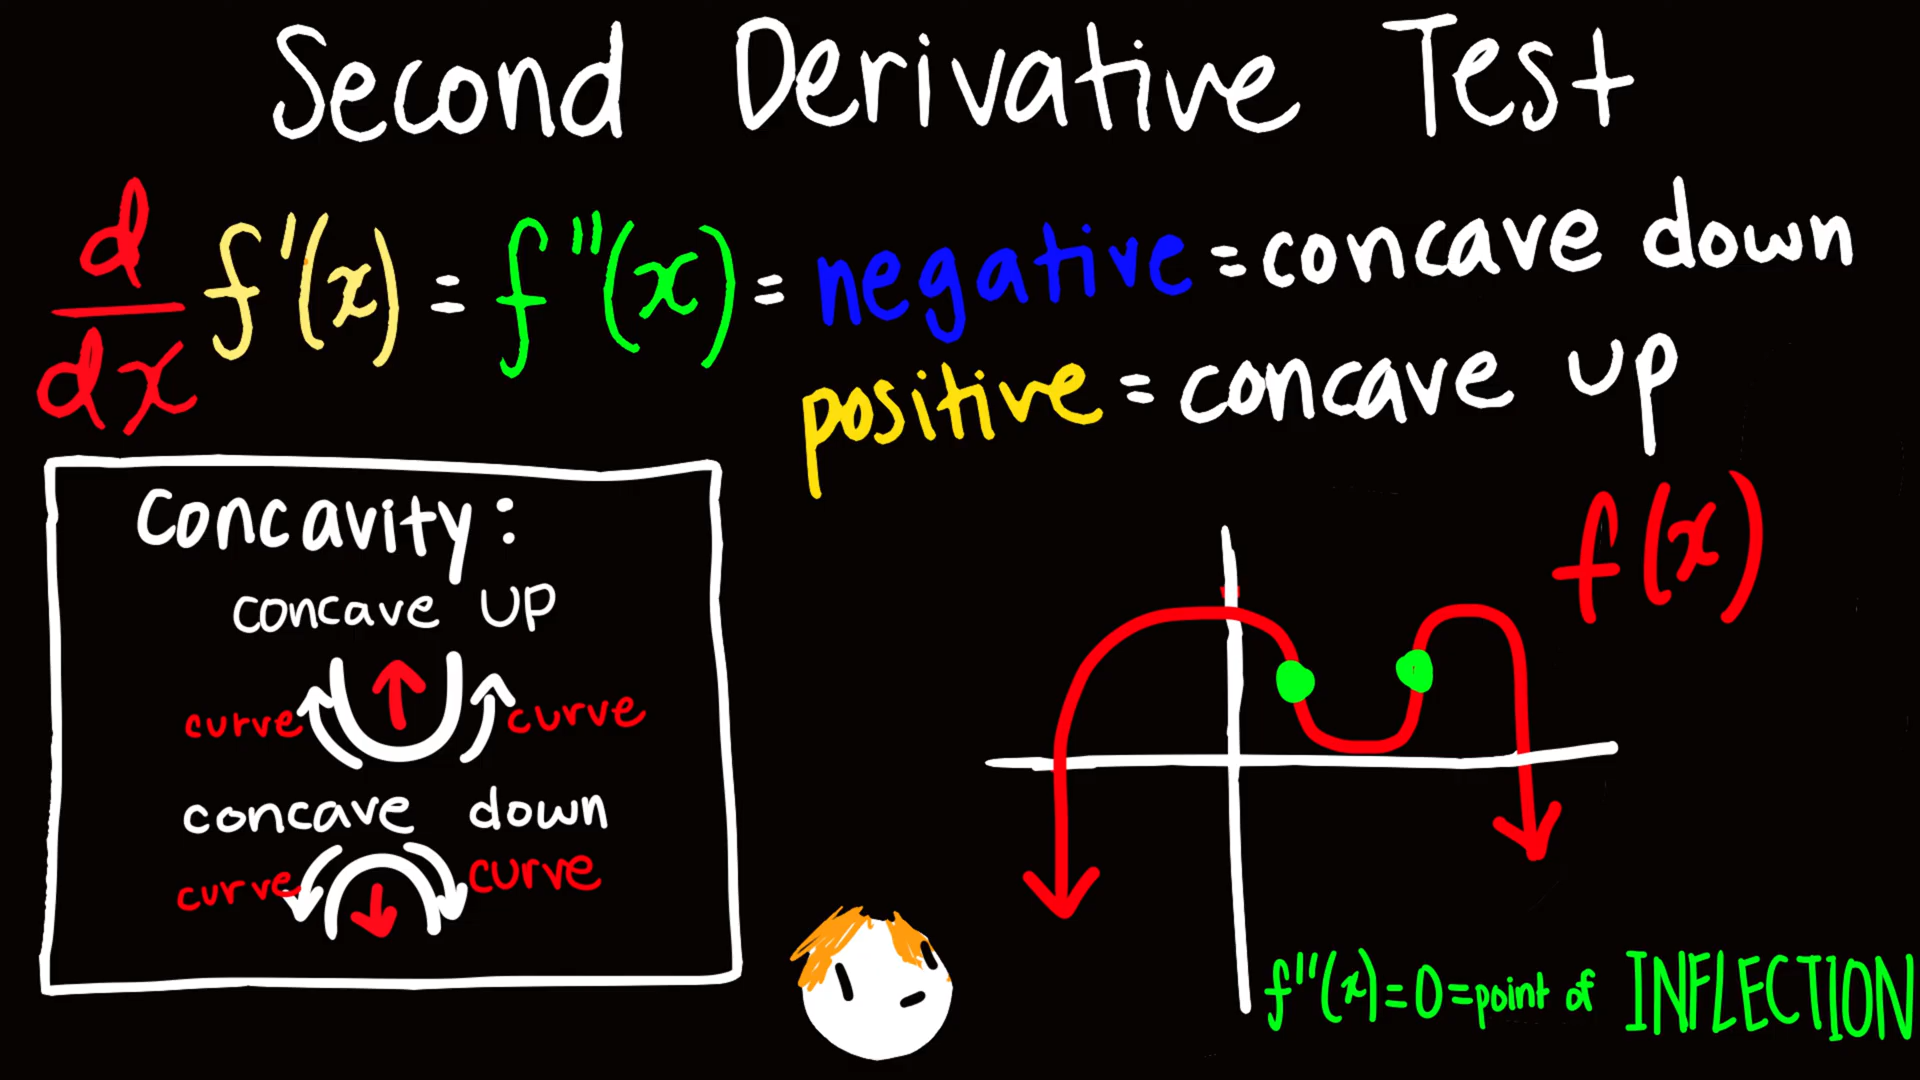 Second Derivative Test
d/dx f'(x) = f''(x) = negative = concave down
positive = concave up
Concavity:
concave up
curve curve
concave down
curve curve
f(x)
f''(x)=0=point of INFLECTION